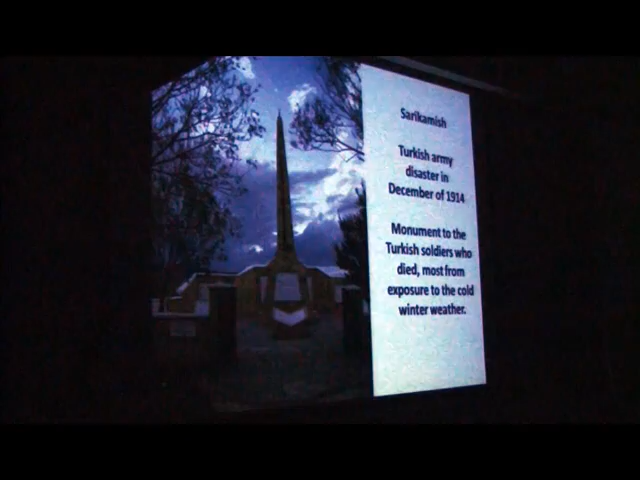 Sarikamish
Turkish army
disaster in
December of 1914
Monument to the
Turkish soldiers who
died, most from
exposure to the cold
winter weather.